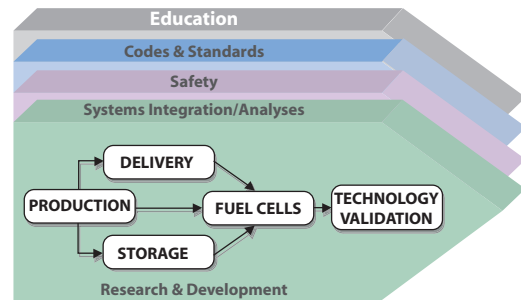 Education
Codes & Standards
Safety
Systems Integration/Analyses
DELIVERY
PRODUCTION
FUEL CELLS
TECHNOLOGY
VALIDATION
STORAGE
Research & Development